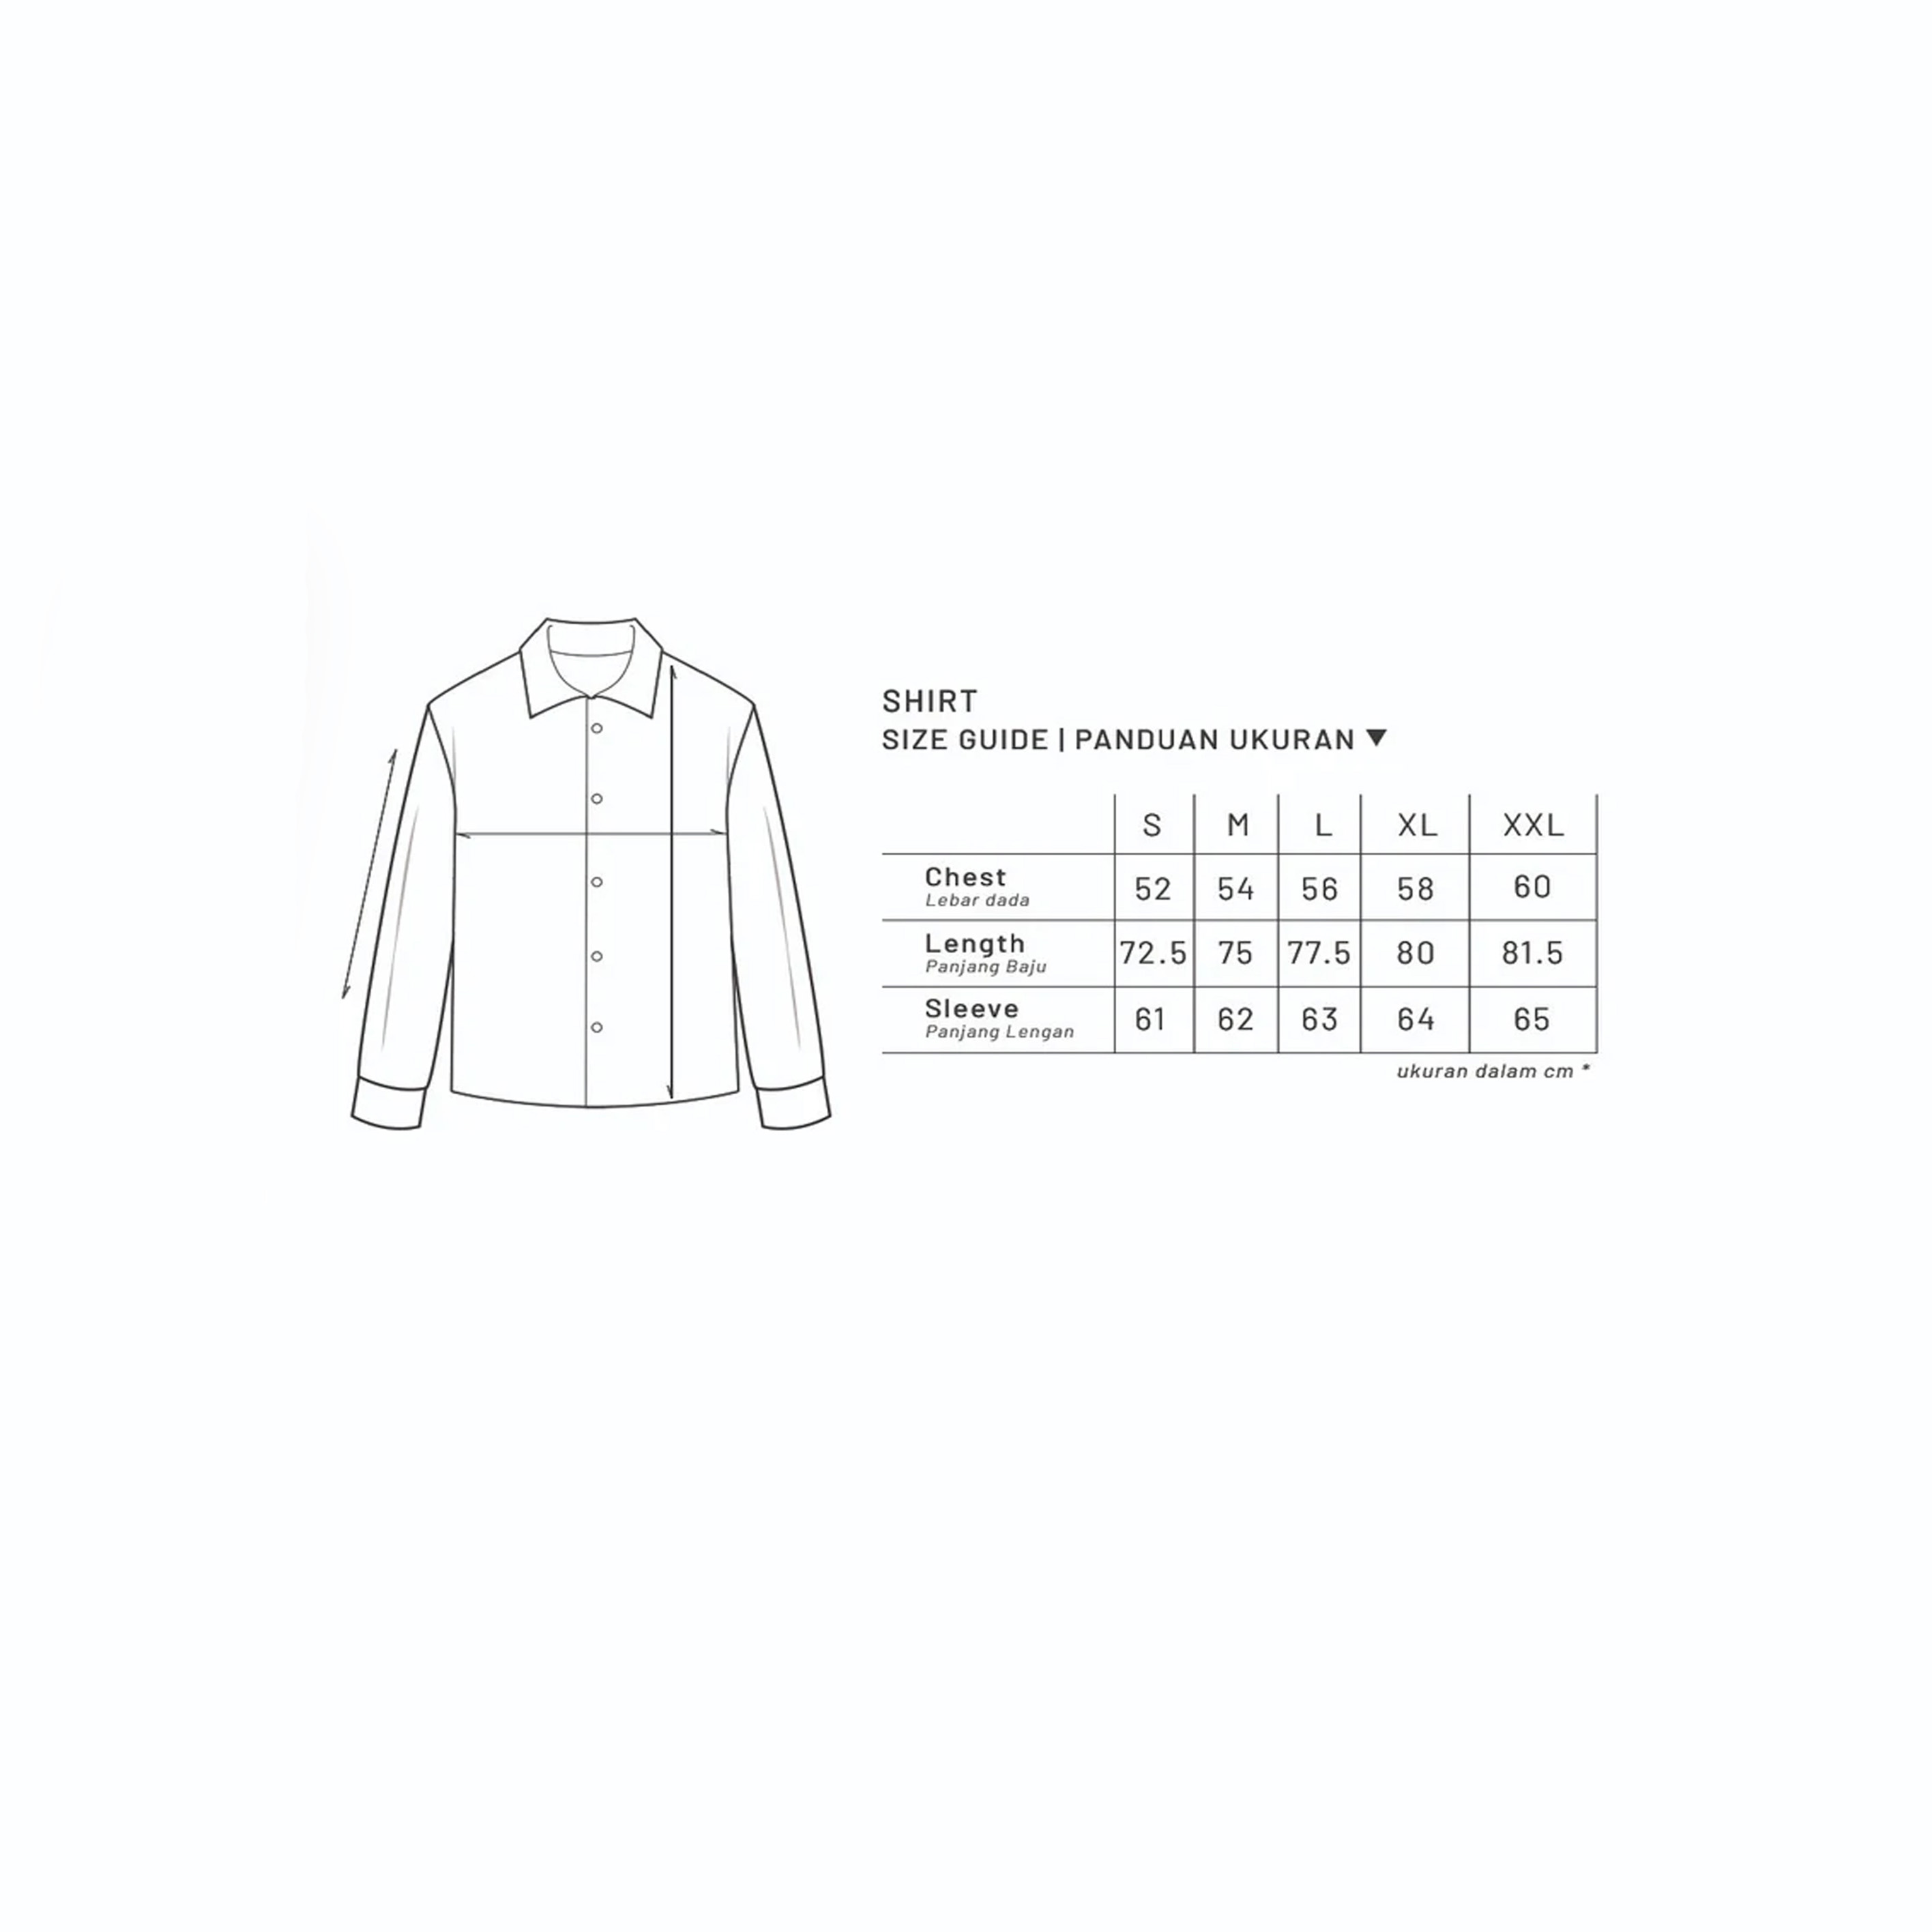 SHIRT
SIZE GUIDE | PANDUAN UKURAN ▼
S M L XL XXL
Chest 52 54 56 58 60
Lebar dada
Length 72.5 75 77.5 80 81.5
Panjang Baju
Sleeve 61 62 63 64 65
Panjang Lengan
ukuran dalam cm *